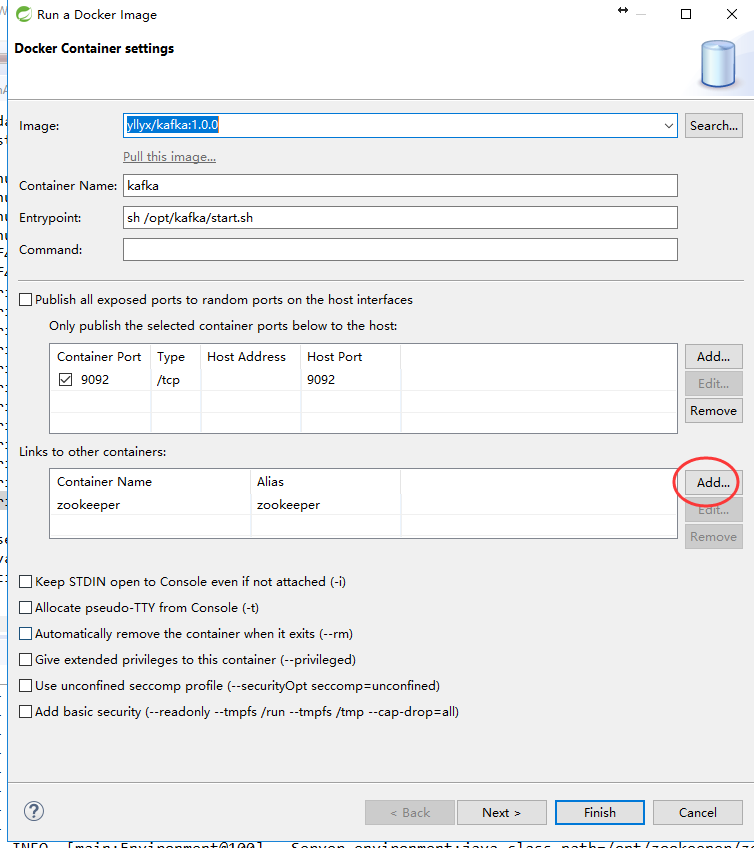 Run a Docker Image
Docker Container settings
Image: yllyx/kafka:1.0.0 Search...
Pull this image...
Container Name: kafka
Entrypoint: sh /opt/kafka/start.sh
Command:
Publish all exposed ports to random ports on the host interfaces
Only publish the selected container ports below to the host:
Container Port Type Host Address Host Port Add...
9092 /tcp 9092 Edit...
Remove
Links to other containers:
Container Name Alias Add...
zookeeper zookeeper Edit...
Remove
Keep STDIN open to Console even if not attached (-i)
Allocate pseudo-TTY from Console (-t)
Automatically remove the container when it exits (--rm)
Give extended privileges to this container (--privileged)
Use unconfined seccomp profile (--securityOpt seccomp=unconfined)
Add basic security (--readonly --tmpfs /run --tmpfs /tmp --cap-drop=all)
? < Back Next > Finish Cancel